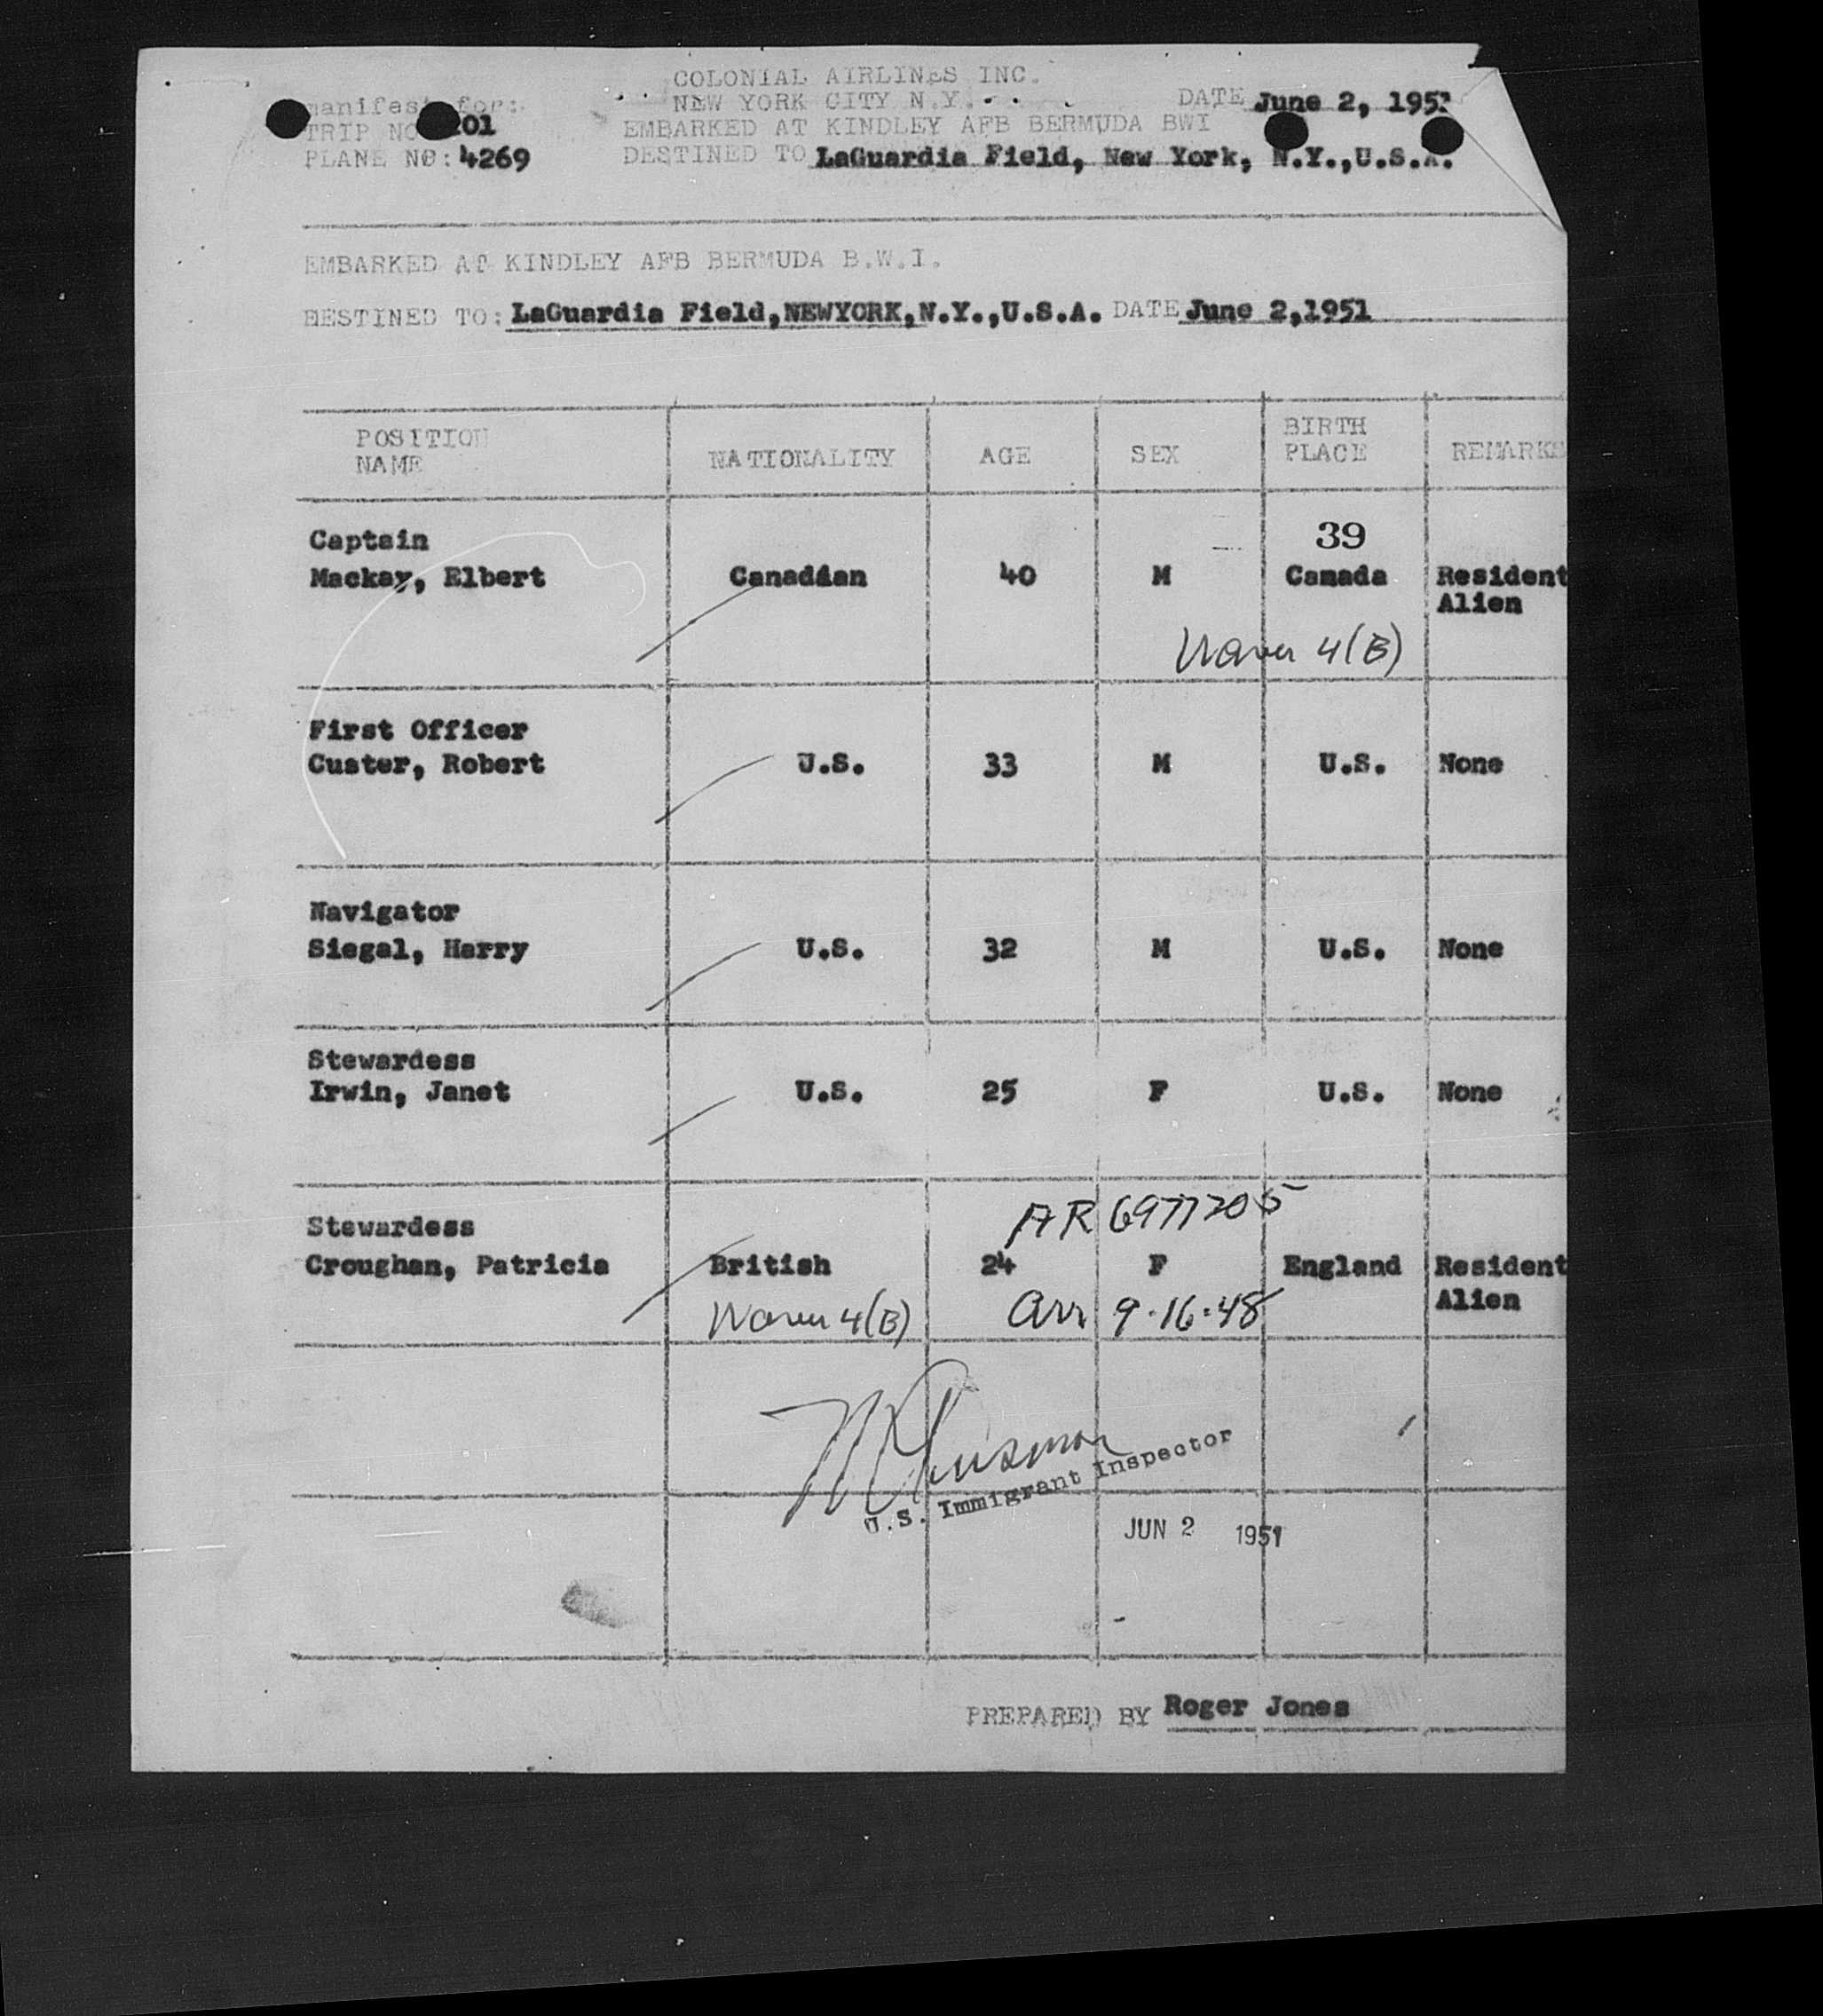 COLONIAL AIRLINES INC.
manifest for: NEW YORK CITY N.Y. DATE June 2, 1951
TRIP NO 201 EMBARKED AT KINDLEY AFB BERMUDA BWI
PLANE NO: 4269 DESTINED TO LaGuardia Field, New York, N.Y.,U.S.A.
EMBARKED AT KINDLEY AFB BERMUDA B.W.I.
DESTINED TO: LaGuardia Field,NEWYORK,N.Y.,U.S.A. DATE June 2,1951
POSITION BIRTH
NAME NATIONALITY AGE SEX PLACE REMARKS
Captain 39
Mackay, Elbert Canadian 40 M Canada Resident
Alien
Waver 4(B)
First Officer
Custer, Robert U.S. 33 M U.S. None
Navigator
Siegal, Harry U.S. 32 M U.S. None
Stewardess
Irwin, Janet U.S. 25 F U.S. None
AR 6977205
Stewardess
Croughan, Patricia British 24 F England Resident
Alien
Waver 4(B) Arr 9-16-48
U.S. Immigrant Inspector
JUN 2 1951
PREPARED BY Roger Jones